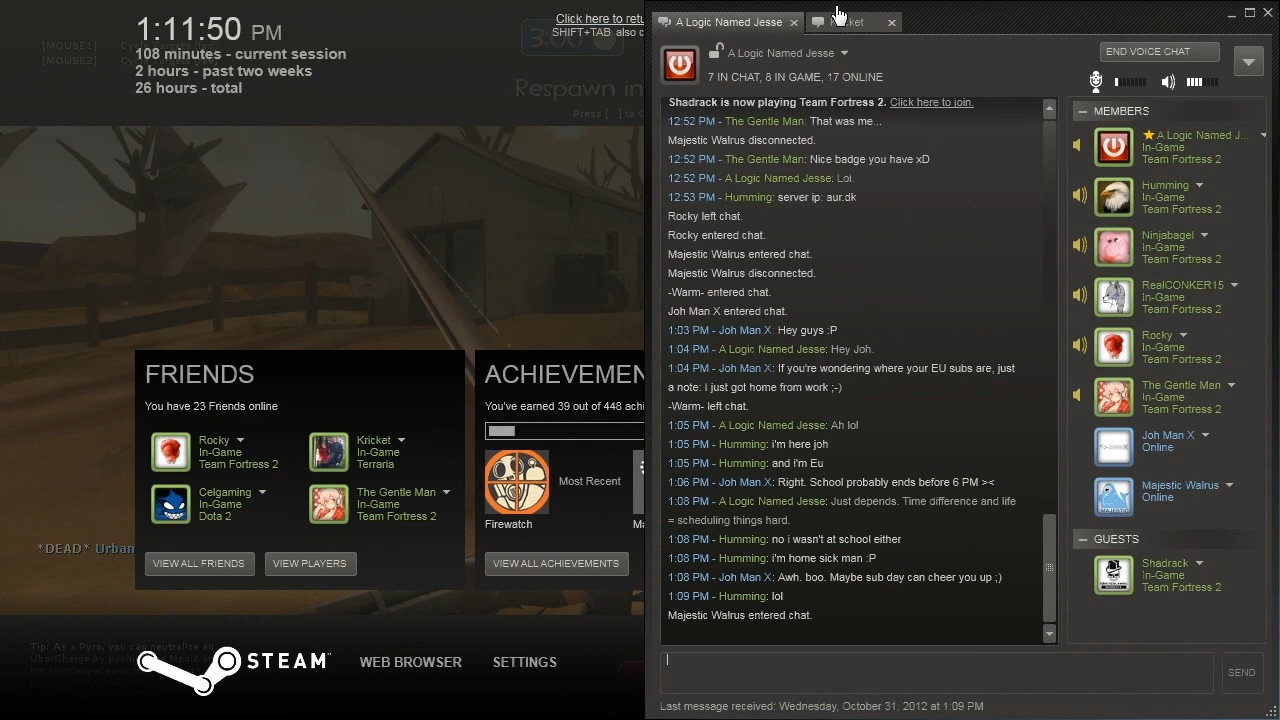 1:11:50 PM
108 minutes - current session
2 hours - past two weeks
26 hours - total
[MOUSE1]
[MOUSE2]
Click here to retu
SHIFT+TAB also c
3:00
Respawn in
FRIENDS
You have 23 Friends online
Rocky
In-Game
Team Fortress 2
Kricket
In-Game
Terraria
Celgaming
In-Game
Dota 2
The Gentle Man
In-Game
Team Fortress 2
VIEW ALL FRIENDS
VIEW PLAYERS
ACHIEVEMEN
You've earned 39 out of 448 achi
Most Recent
Firewatch
Ma
VIEW ALL ACHIEVEMENTS
*DEAD* Urban
Tip: As a Pyro, you can neutralize an
STEAM
WEB BROWSER
SETTINGS
A Logic Named Jesse
ket
A Logic Named Jesse
7 IN CHAT, 8 IN GAME, 17 ONLINE
END VOICE CHAT
Shadrack is now playing Team Fortress 2. Click here to join.
12:52 PM - The Gentle Man: That was me...
Majestic Walrus disconnected.
12:52 PM - The Gentle Man: Nice badge you have xD
12:52 PM - A Logic Named Jesse: Lol.
12:53 PM - Humming: server ip: aur.dk
Rocky left chat.
Rocky entered chat.
Majestic Walrus entered chat.
Majestic Walrus disconnected.
-Warm- entered chat.
Joh Man X entered chat.
1:03 PM - Joh Man X: Hey guys :P
1:04 PM - A Logic Named Jesse: Hey Joh.
1:04 PM - Joh Man X: If you're wondering where your EU subs are, just
a note: i just got home from work ;-)
-Warm- left chat.
1:05 PM - A Logic Named Jesse: Ah lol
1:05 PM - Humming: i'm here joh
1:05 PM - Humming: and i'm Eu
1:06 PM - Joh Man X: Right. School probably ends before 6 PM ><
1:08 PM - A Logic Named Jesse: Just depends. Time difference and life
= scheduling things hard.
1:08 PM - Humming: no i wasn't at school either
1:08 PM - Humming: i'm home sick man :P
1:08 PM - Joh Man X: Awh. boo. Maybe sub day can cheer you up ;)
1:09 PM - Humming: lol
Majestic Walrus entered chat.
MEMBERS
A Logic Named J...
In-Game
Team Fortress 2
Humming
In-Game
Team Fortress 2
Ninjabagel
In-Game
Team Fortress 2
RealCONKER15
In-Game
Team Fortress 2
Rocky
In-Game
Team Fortress 2
The Gentle Man
In-Game
Team Fortress 2
Joh Man X
Online
Majestic Walrus
Online
GUESTS
Shadrack
In-Game
Team Fortress 2
SEND
Last message received: Wednesday, October 31, 2012 at 1:09 PM